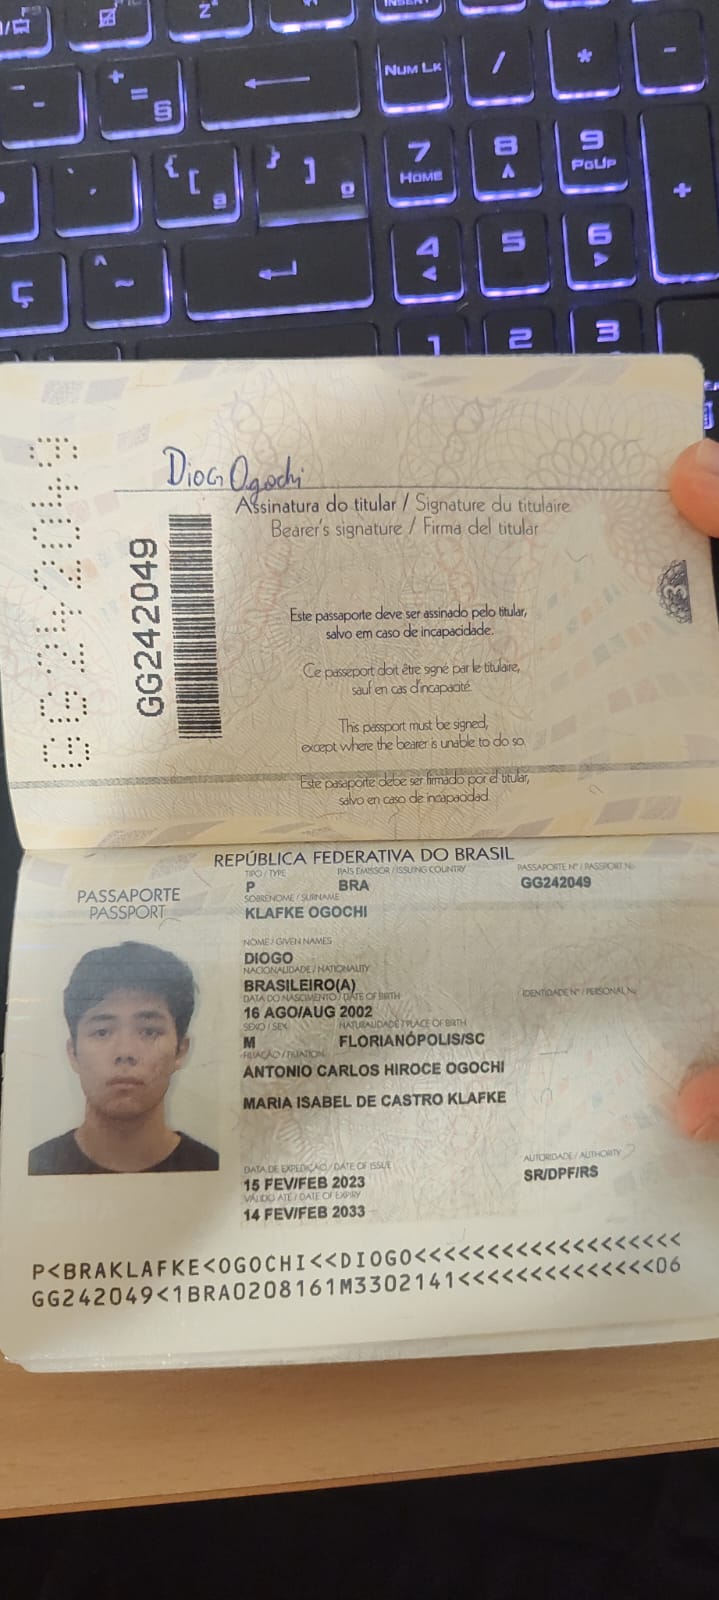 Num Lk / * -
+ = §
7 Home 8 9 PgUp +
{ [ ª } ] º
4 5 6
Ç ^ ~
1 2 3
Diogo Ogochi
Assinatura do titular / Signature du titulaire
Bearer's signature / Firma del titular
GG242049
GG242049
Este passaporte deve ser assinado pelo titular,
salvo em caso de incapacidade.
Ce passeport doit être signé par le titulaire,
sauf en cas d'incapacité.
This passport must be signed,
except where the bearer is unable to do so.
Este pasaporte debe ser firmado por el titular,
salvo en caso de incapacidad.
REPÚBLICA FEDERATIVA DO BRASIL
PASSAPORTE
PASSPORT
TIPO / TYPE PAÍS EMISSOR / ISSUING COUNTRY PASSAPORTE Nº / PASSPORT No.
P BRA GG242049
SOBRENOME / SURNAME
KLAFKE OGOCHI
NOME / GIVEN NAMES
DIOGO
NACIONALIDADE / NATIONALITY
BRASILEIRO(A)
DATA DO NASCIMENTO / DATE OF BIRTH IDENTIDADE Nº / PERSONAL No.
16 AGO/AUG 2002
SEXO / SEX NATURALIDADE / PLACE OF BIRTH
M FLORIANÓPOLIS/SC
FILIAÇÃO / FILIATION
ANTONIO CARLOS HIROCE OGOCHI
MARIA ISABEL DE CASTRO KLAFKE
DATA DE EXPEDIÇÃO / DATE OF ISSUE AUTORIDADE / AUTHORITY
15 FEV/FEB 2023 SR/DPF/RS
VÁLIDO ATÉ / DATE OF EXPIRY
14 FEV/FEB 2033
P<BRAKLAFKE<OGOCHI<<DIOGO<<<<<<<<<<<<<<<<<<<
GG242049<1BRA0208161M3302141<<<<<<<<<<<<<<06